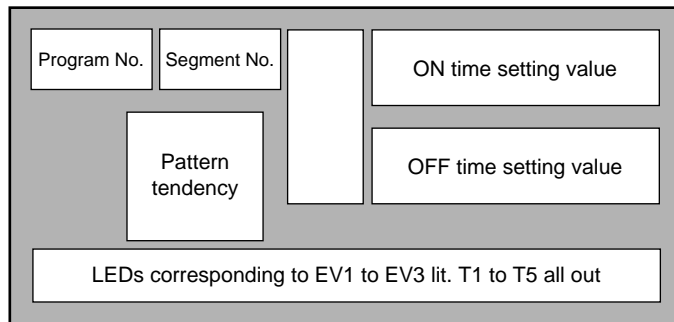 Program No.
Segment No.
ON time setting value
Pattern
tendency
OFF time setting value
LEDs corresponding to EV1 to EV3 lit. T1 to T5 all out